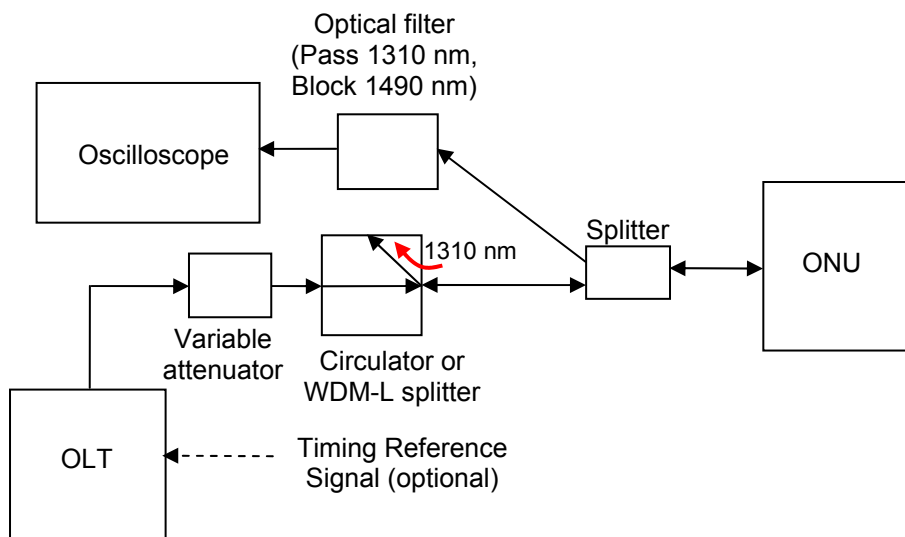 Optical filter
(Pass 1310 nm,
Block 1490 nm)
Oscilloscope
Splitter
ONU
1310 nm
Variable
attenuator
Circulator or
WDM-L splitter
OLT
Timing Reference
Signal (optional)